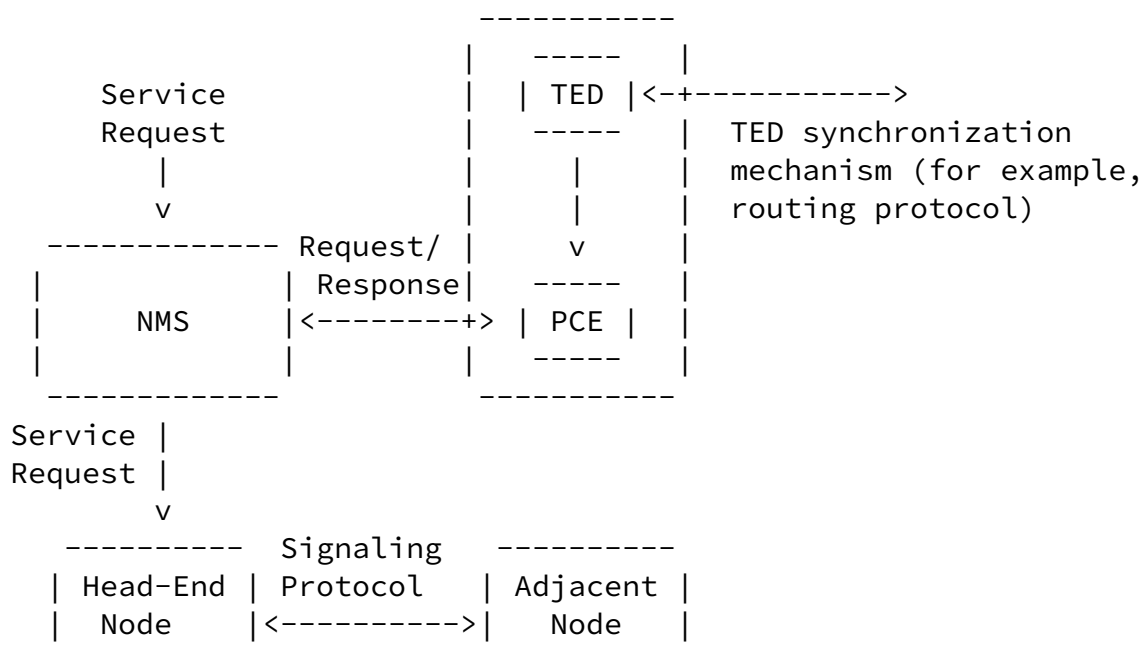 TED
Service
Request
TED synchronization
mechanism (for example,
routing protocol)
Request/
Response
NMS
PCE
Service
Request
Signaling
Protocol
Head-End
Node
Adjacent
Node